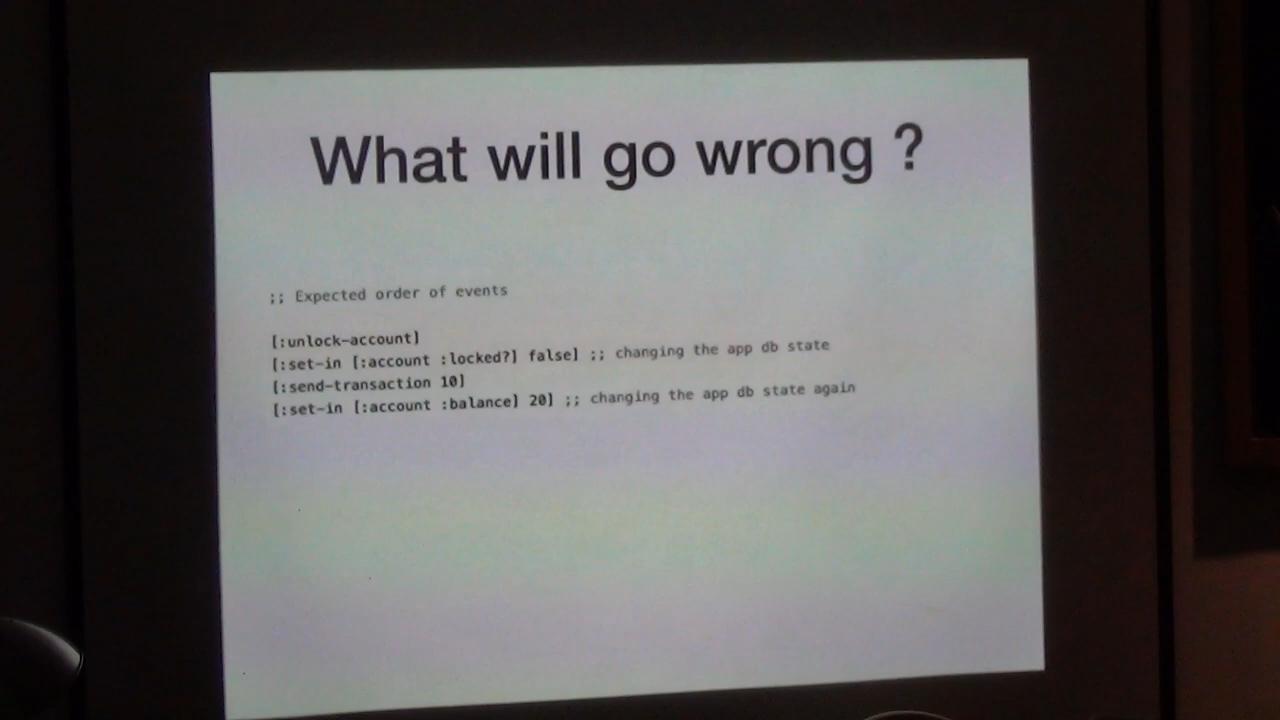 What will go wrong ?
;; Expected order of events
[:unlock-account]
[:set-in [:account :locked?] false] ;; changing the app db state
[:send-transaction 10]
[:set-in [:account :balance] 20] ;; changing the app db state again